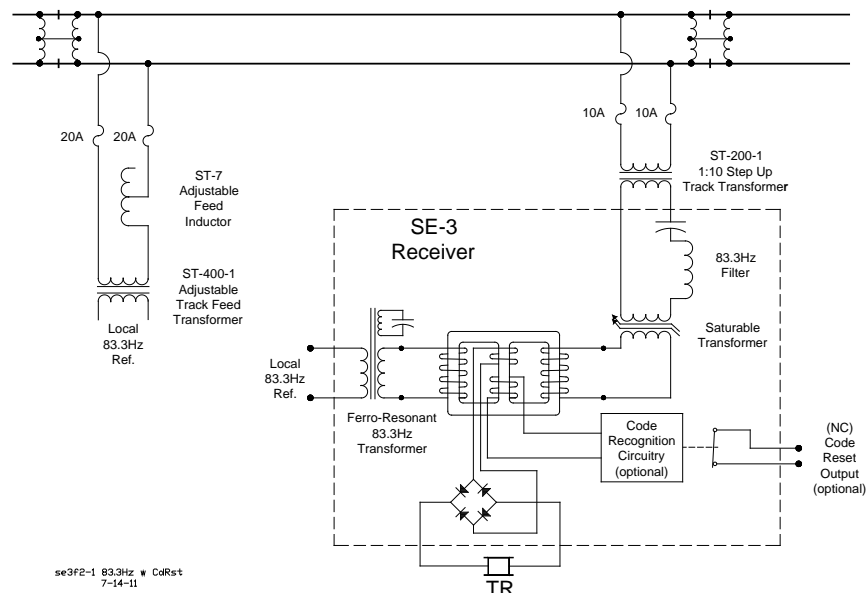 20A
20A
10A
10A
ST-7
Adjustable
Feed
Inductor
ST-200-1
1:10 Step Up
Track Transformer
SE-3
Receiver
83.3Hz
Filter
ST-400-1
Adjustable
Track Feed
Transformer
Local
83.3Hz
Ref.
Saturable
Transformer
Local
83.3Hz
Ref.
Ferro-Resonant
83.3Hz
Transformer
Code
Recognition
Circuitry
(optional)
(NC)
Code
Reset
Output
(optional)
TR
se3f2-1 83.3Hz w CdRst
7-14-11